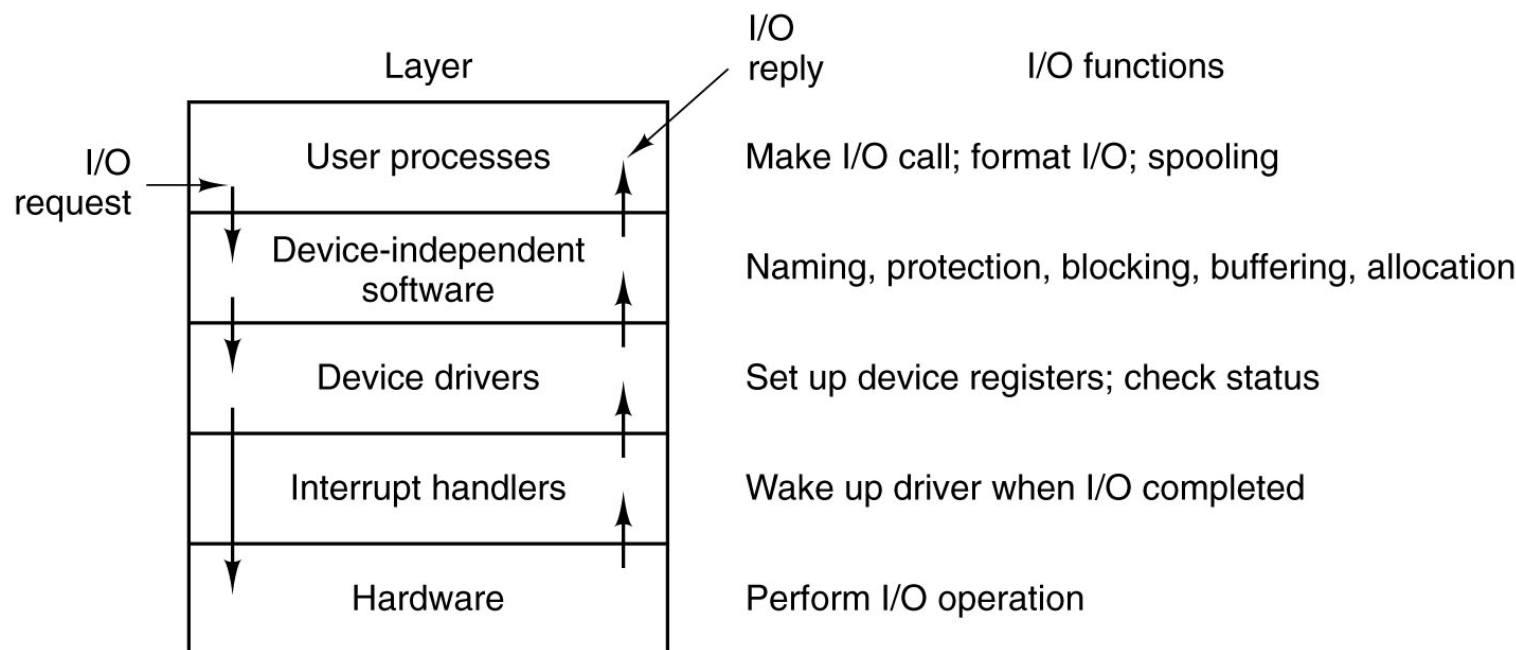 I/O
reply
Layer
I/O functions
User processes
Make I/O call; format I/O; spooling
I/O
request
Device-independent
software
Naming, protection, blocking, buffering, allocation
Device drivers
Set up device registers; check status
Interrupt handlers
Wake up driver when I/O completed
Hardware
Perform I/O operation